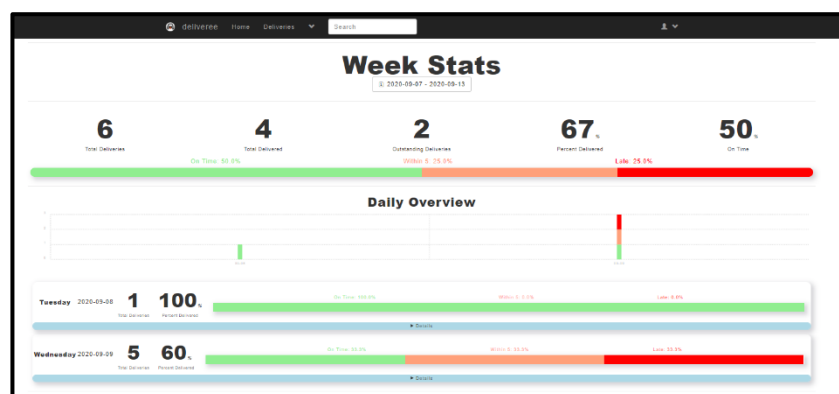 deliveree Home Deliveries Search
Week Stats
2020-09-07 - 2020-09-13
6 4 2 67 % 50 %
Total Deliveries Total Delivered Outstanding Deliveries Percent Delivered On Time
On Time: 50.0% Within 5: 25.0% Late: 25.0%
Daily Overview
Tuesday 2020-09-08 1 100 % On Time: 100.0% Within 5: 0.0% Late: 0.0%
Total Deliveries Percent Delivered
Details
Wednesday 2020-09-09 5 60 % On Time: 33.3% Within 5: 33.3% Late: 33.3%
Total Deliveries Percent Delivered
Details